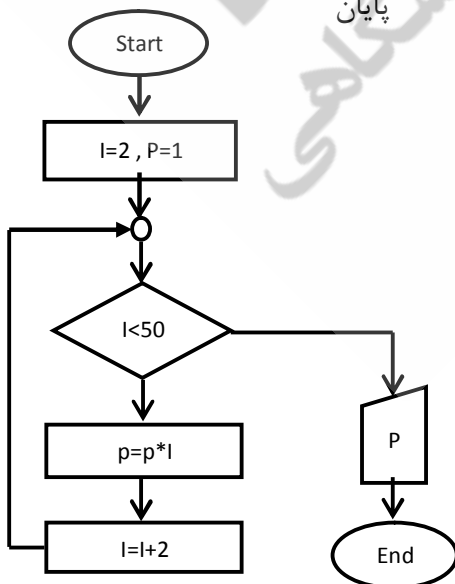 پایان
Start
I=2 , P=1
I<50
p=p*I
I=I+2
P
End